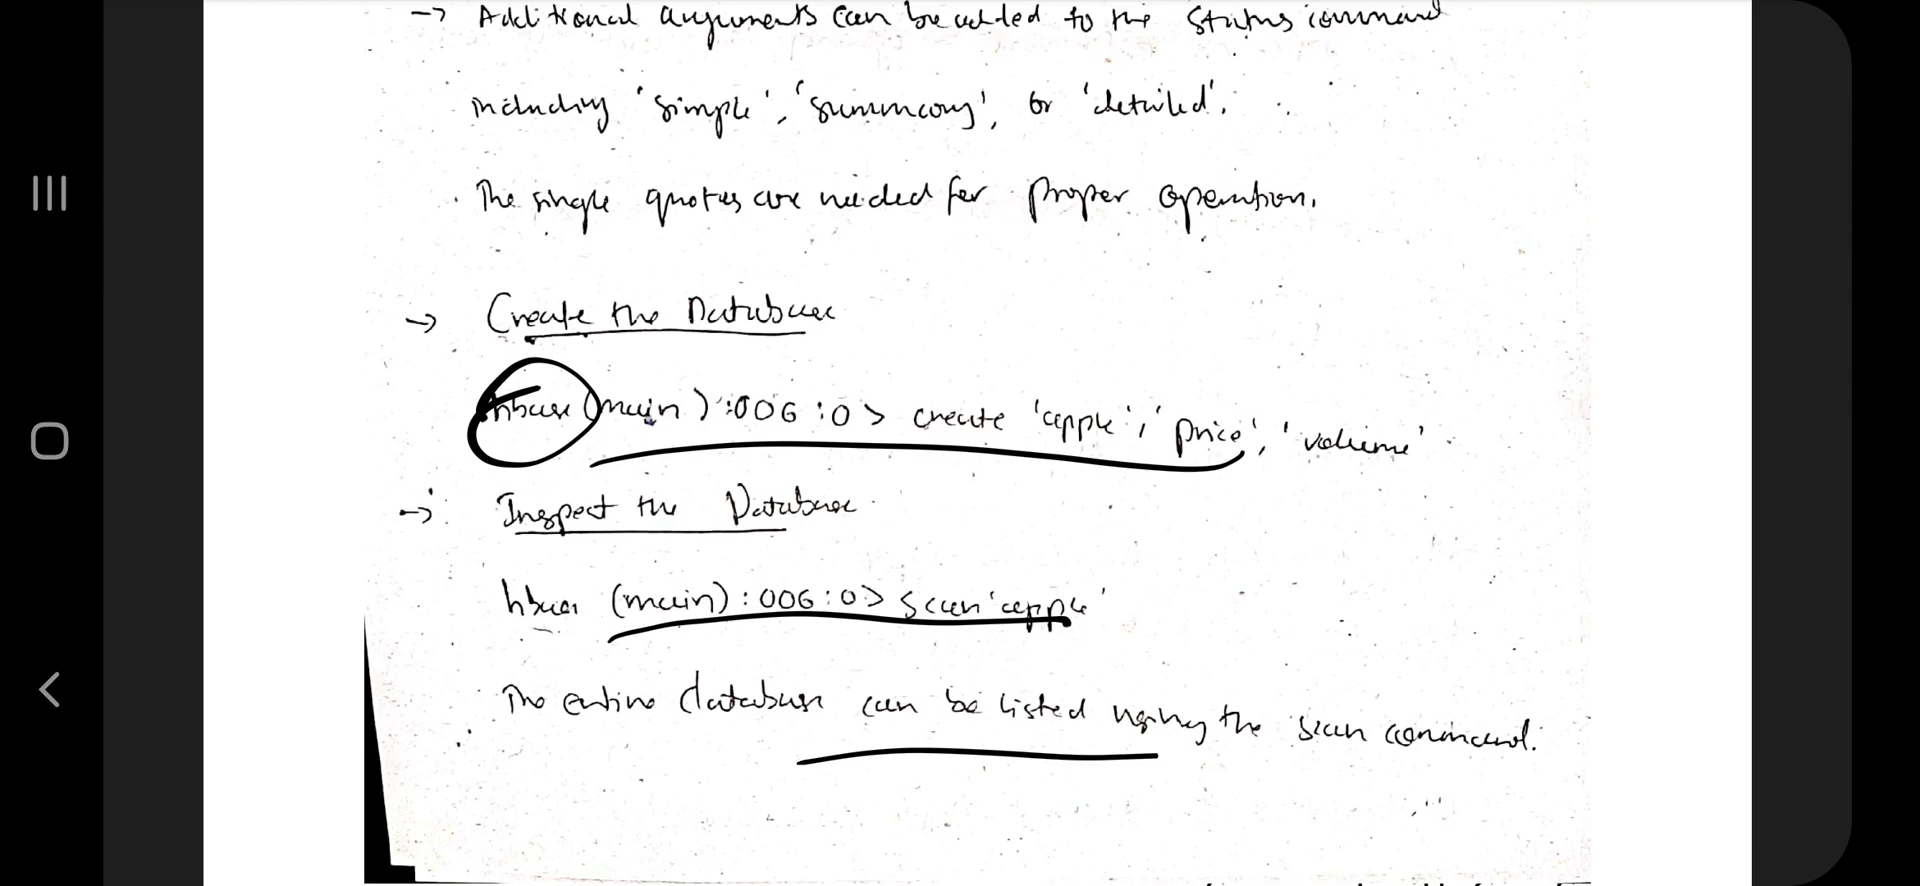 → Additional arguments can be added to the status command
including 'simple', 'summary', or 'detailed'.
The single quotes are needed for proper operation.
→ Create the Database
hbase (main):006:0> create 'apple', 'price', 'volume'
→ Inspect the Database
hbase (main):006:0> scan 'apple'
The entire database can be listed using the scan command.